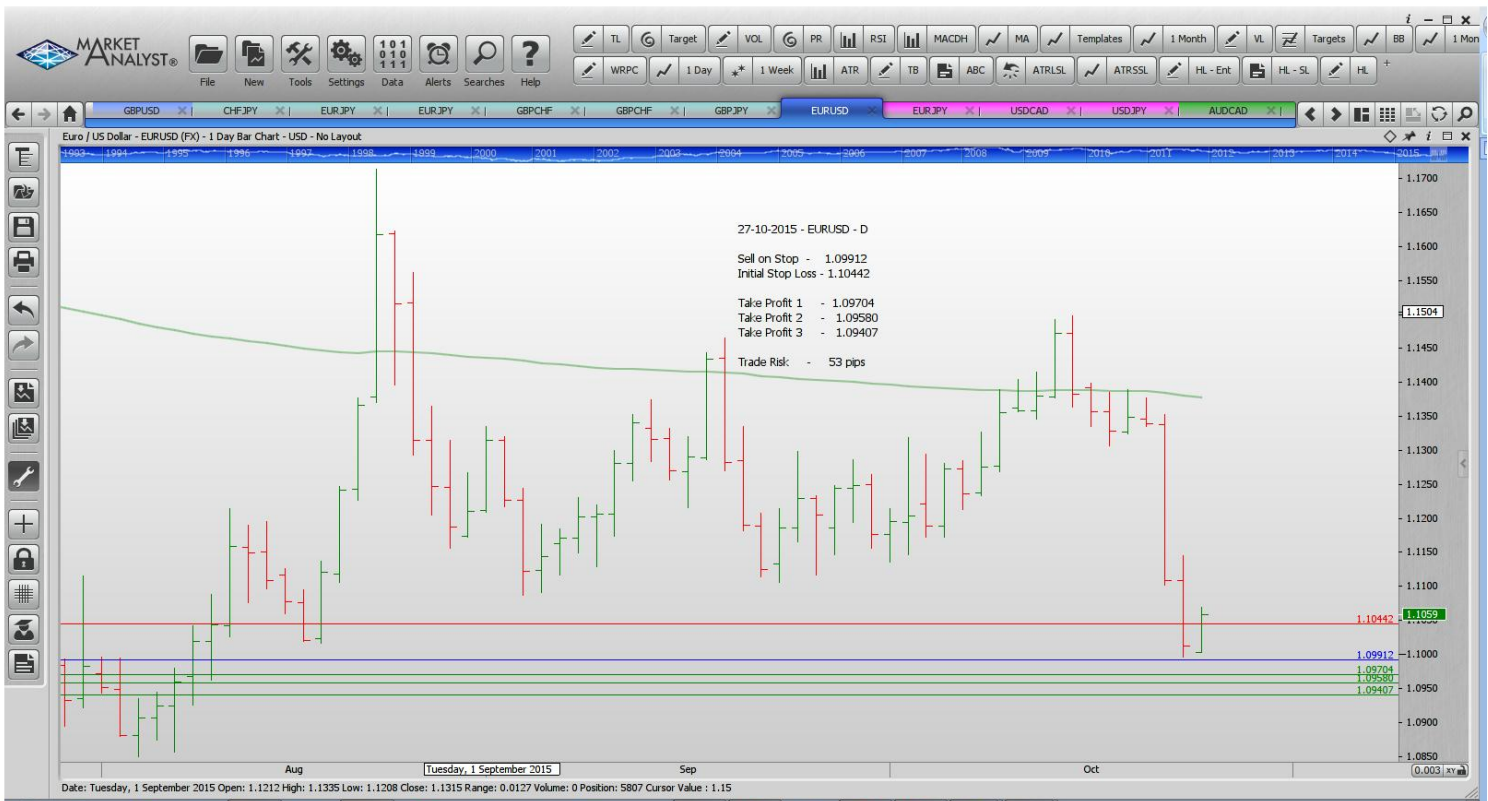 i
MARKET ANALYST®
File New Tools Settings Data Alerts Searches Help
TL Target VOL PR RSI MACDH MA Templates 1 Month VL Targets BB 1 Mon
WRPC 1 Day 1 Week ATR TB ABC ATRLSL ATRSSL HL - Ent HL - SL HL +
GBPUSD CHFJPY EURJPY EURJPY GBPCHF GBPCHF GBPJPY EURUSD EURJPY USDCAD USDJPY AUDCAD
Euro / US Dollar - EURUSD (FX) - 1 Day Bar Chart - USD - No Layout
1993 1994 1995 1996 1997 1998 1999 2000 2001 2002 2003 2004 2005 2006 2007 2008 2009 2010 2011 2012 2013 2014 2015
27-10-2015 - EURUSD - D
Sell on Stop - 1.09912
Initial Stop Loss - 1.10442
Take Profit 1 - 1.09704
Take Profit 2 - 1.09580
Take Profit 3 - 1.09407
Trade Risk - 53 pips
1.1700
1.1650
1.1600
1.1550
1.1504
1.1450
1.1400
1.1350
1.1300
1.1250
1.1200
1.1150
1.1100
1.1059
1.10442
1.1000
1.09912
1.09704
1.09580
1.0950
1.09407
1.0900
1.0850
Aug Tuesday, 1 September 2015 Sep Oct 0.003 XY
Date: Tuesday, 1 September 2015 Open: 1.1212 High: 1.1335 Low: 1.1208 Close: 1.1315 Range: 0.0127 Volume: 0 Position: 5807 Cursor Value : 1.15